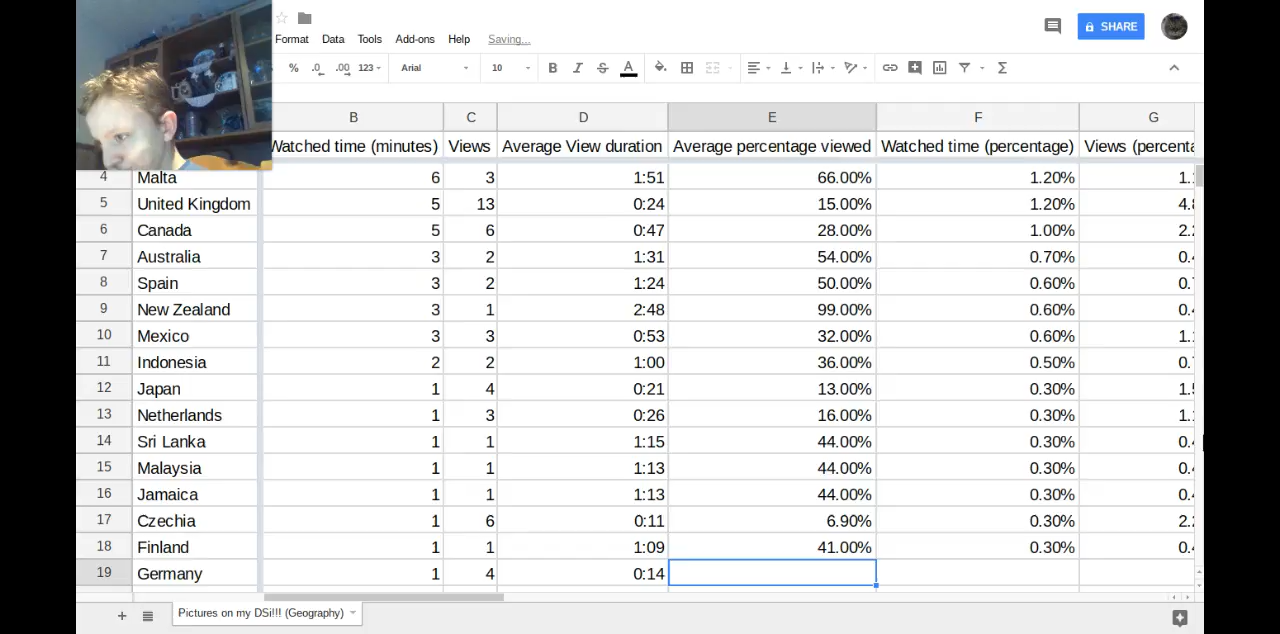 Format Data Tools Help Saving...
SHARE
% .0 .00 123 Arial 10 B I S A Σ
B C D E F G
Watched time (minutes) Views Average View duration Average percentage viewed Watched time (percentage)
4 Malta 6 3 1:51 66.00% 1.20%
5 United Kingdom 5 13 0:24 15.00% 1.20%
6 Canada 5 6 0:47 28.00% 1.00%
7 Australia 3 2 1:31 54.00% 0.70%
8 Spain 3 2 1:24 50.00% 0.60%
9 New Zealand 3 1 2:48 99.00% 0.60%
10 Mexico 3 3 0:53 32.00% 0.60%
11 Indonesia 2 2 1:00 36.00% 0.50%
12 Japan 1 4 0:21 13.00% 0.30%
13 Netherlands 1 3 0:26 16.00% 0.30%
14 Sri Lanka 1 1 1:15 44.00% 0.30%
15 Malaysia 1 1 1:13 44.00% 0.30%
16 Jamaica 1 1 1:13 44.00% 0.30%
17 Czechia 1 6 0:11 6.90% 0.30%
18 Finland 1 1 1:09 41.00% 0.30%
19 Germany 1 4 0:14
+ Pictures on my DSi!!! (Geography)